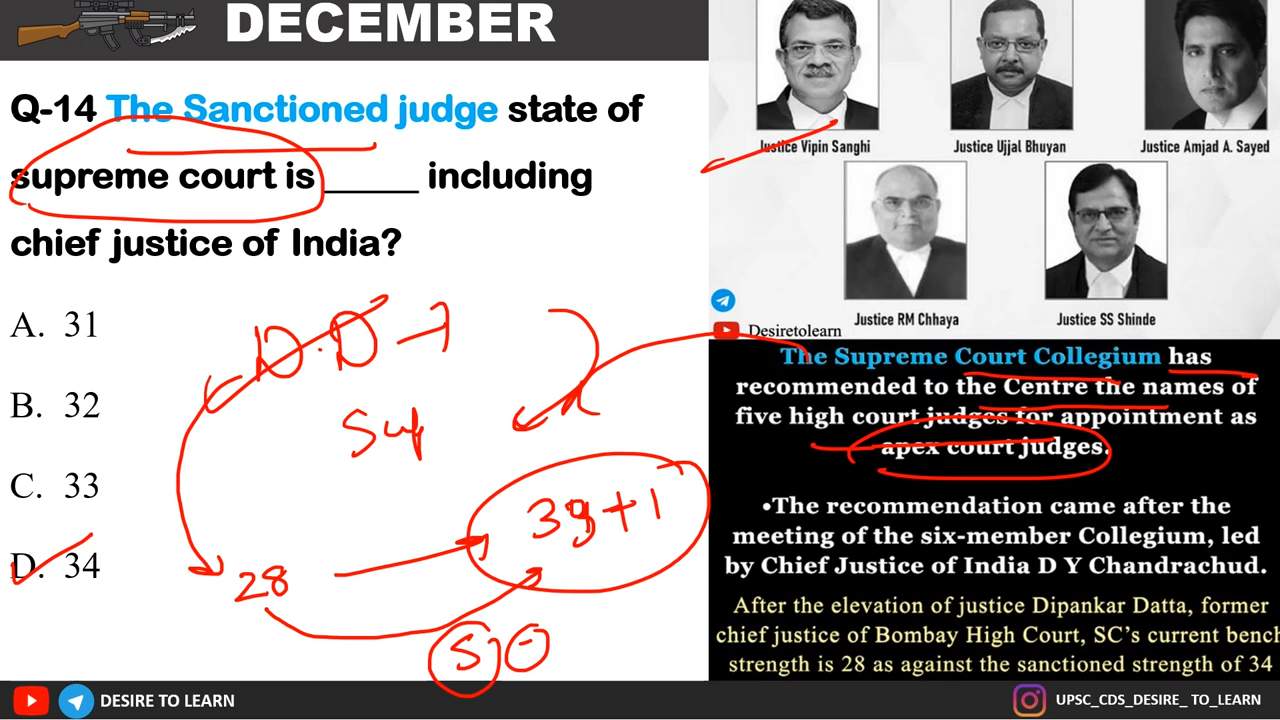 DECEMBER
Q-14 The Sanctioned judge state of
supreme court is _____ including
chief justice of India?
A. 31
B. 32
C. 33
D. 34
D.D
Sup
28
33+1
5
Justice Vipin Sanghi
Justice Ujjal Bhuyan
Justice Amjad A. Sayed
Justice RM Chhaya
Justice SS Shinde
Desiretolearn
The Supreme Court Collegium has
recommended to the Centre the names of
five high court judges for appointment as
apex court judges.
•The recommendation came after the
meeting of the six-member Collegium, led
by Chief Justice of India D Y Chandrachud.
After the elevation of justice Dipankar Datta, former
chief justice of Bombay High Court, SC's current bench
strength is 28 as against the sanctioned strength of 34
DESIRE TO LEARN
UPSC_CDS_DESIRE_ TO_LEARN